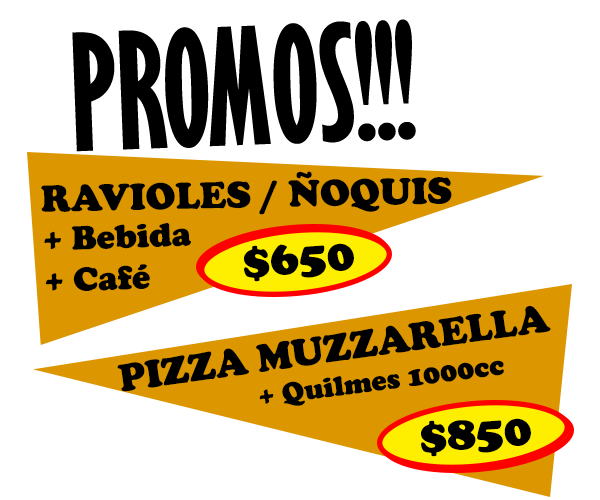 PROMOS!!!
RAVIOLES / ÑOQUIS
+ Bebida
+ Café
$650
PIZZA MUZZARELLA
+ Quilmes 1000cc
$850